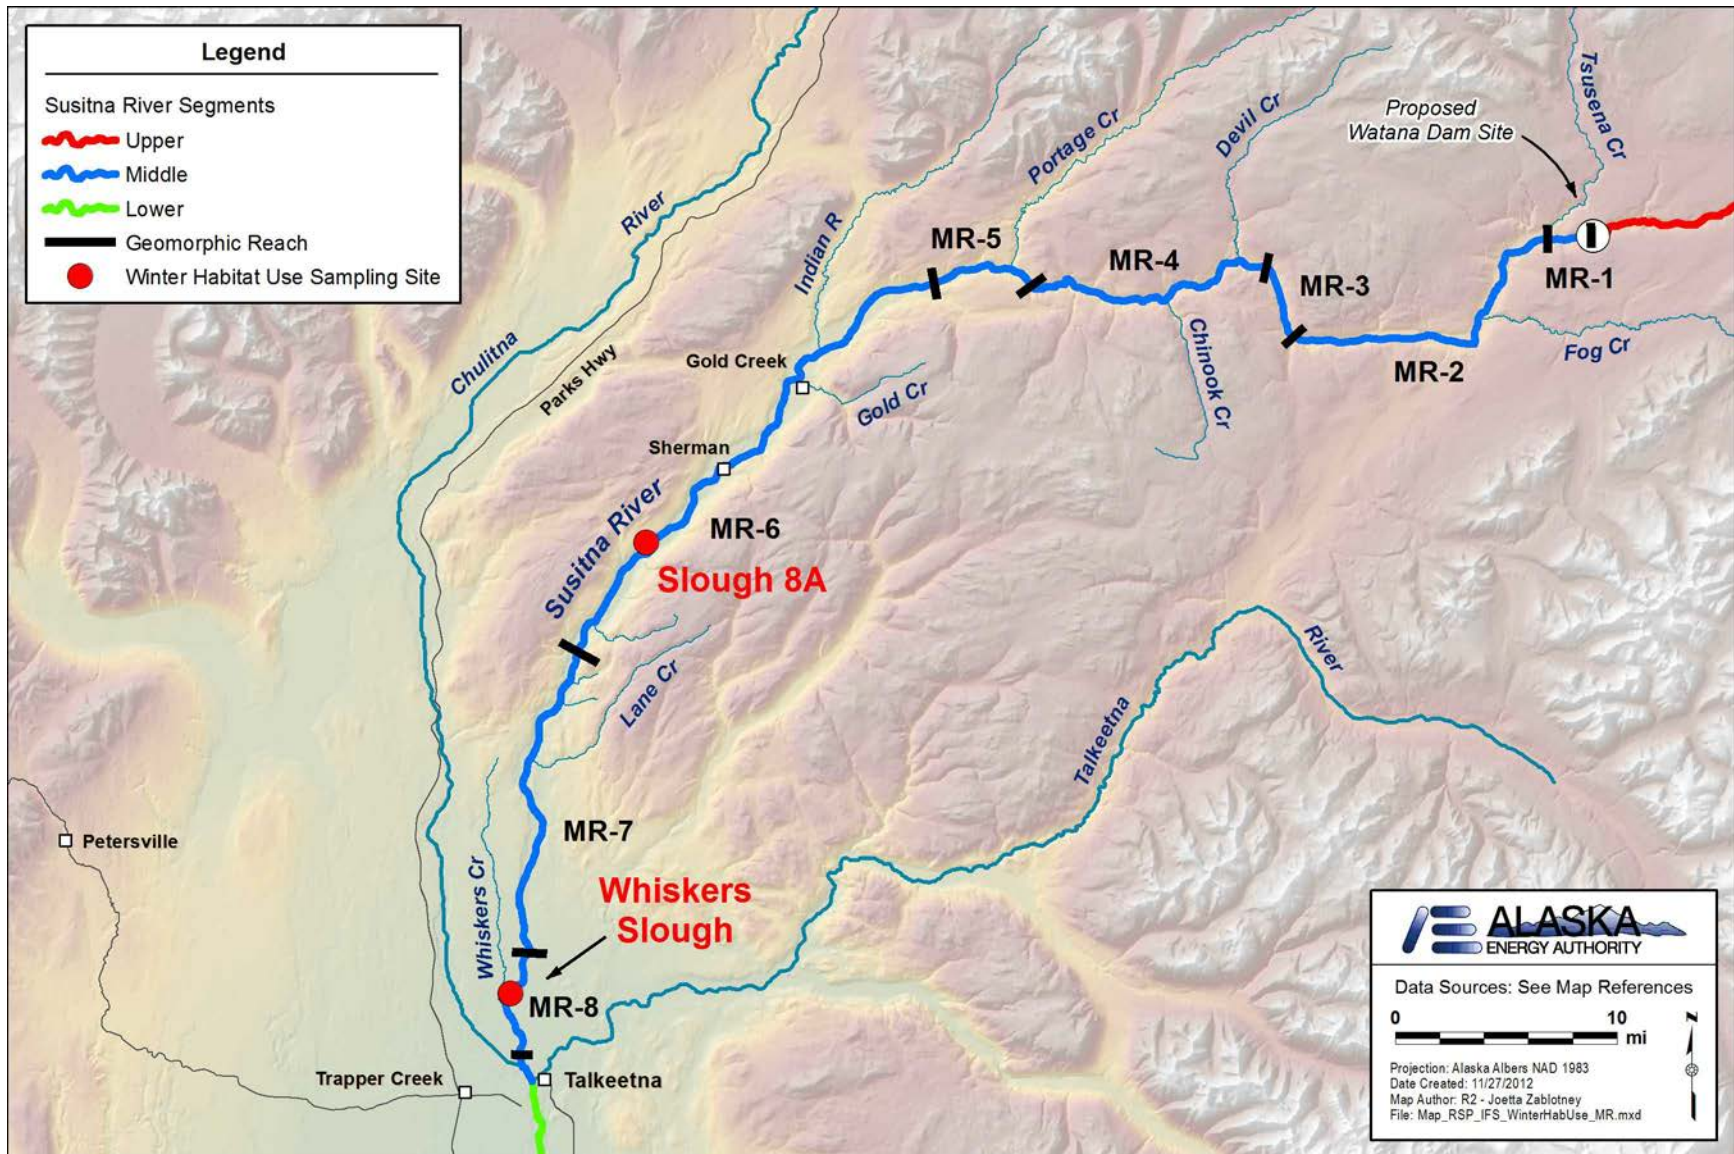 Legend
Susitna River Segments
Upper
Middle
Lower
Geomorphic Reach
Winter Habitat Use Sampling Site
Proposed
Watana Dam Site
Tsusena Cr
Devil Cr
Portage Cr
Indian R
River
Chulitna
Parks Hwy
MR-5
MR-4
MR-3
MR-1
MR-2
Fog Cr
Chinook Cr
Gold Creek
Gold Cr
Sherman
Susitna River
MR-6
Slough 8A
Lane Cr
River
Talkeetna
MR-7
Petersville
Whiskers Cr
Whiskers
Slough
MR-8
Trapper Creek
Talkeetna
ALASKA
ENERGY AUTHORITY
Data Sources: See Map References
0 10
mi
N
Projection: Alaska Albers NAD 1983
Date Created: 11/27/2012
Map Author: R2 - Joetta Zablotney
File: Map_RSP_IFS_WinterHabUse_MR.mxd